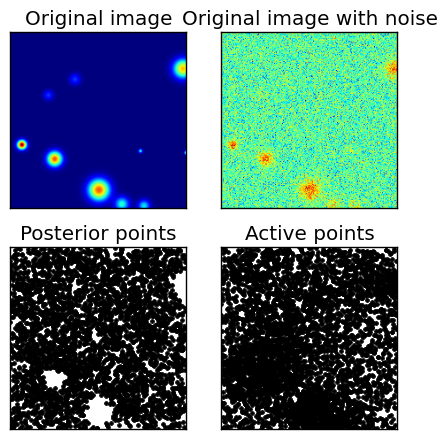 Original image
Original image with noise
Posterior points
Active points